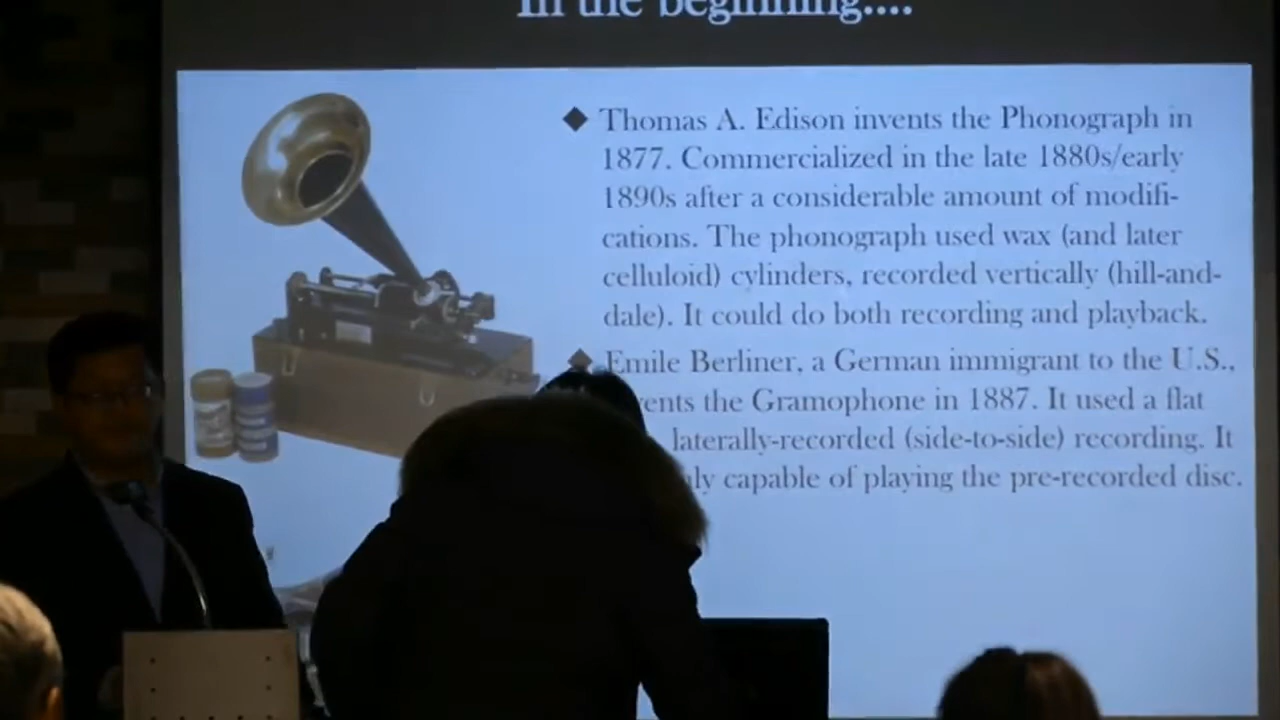 In the beginning....
◆ Thomas A. Edison invents the Phonograph in
1877. Commercialized in the late 1880s/early
1890s after a considerable amount of modifi-
cations. The phonograph used wax (and later
celluloid) cylinders, recorded vertically (hill-and-
dale). It could do both recording and playback.
◆ Emile Berliner, a German immigrant to the U.S.,
the Gramophone in 1887. It used a flat
laterally-recorded (side-to-side) recording. It
capable of playing the pre-recorded disc.